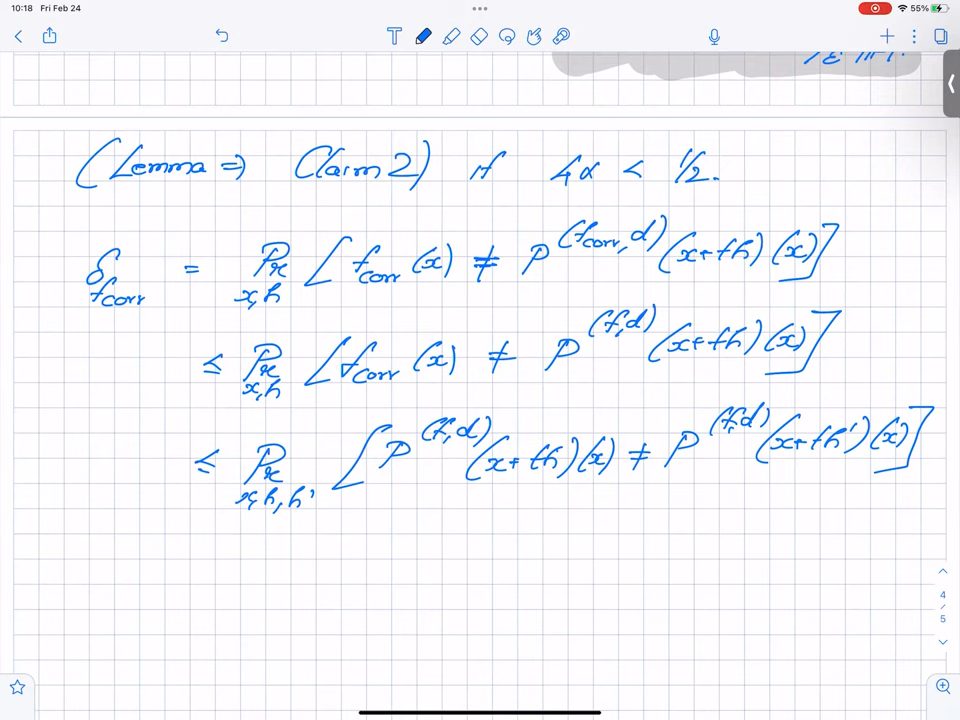 10:18 Fri Feb 24
55%
(Lemma ⇒ Claim 2) if 4α < 1/2.
δ_{f_corr} = Pr_{x,h} [f_corr(x) ≠ P^{(f_corr,d)}(x+th)(x)]
≤ Pr_{x,h} [f_corr(x) ≠ P^{(f,d)}(x+th)(x)]
≤ Pr_{x,h,h'} [P^{(f,d)}(x+th)(x) ≠ P^{(f,d)}(x+th')(x)]
4
/
5